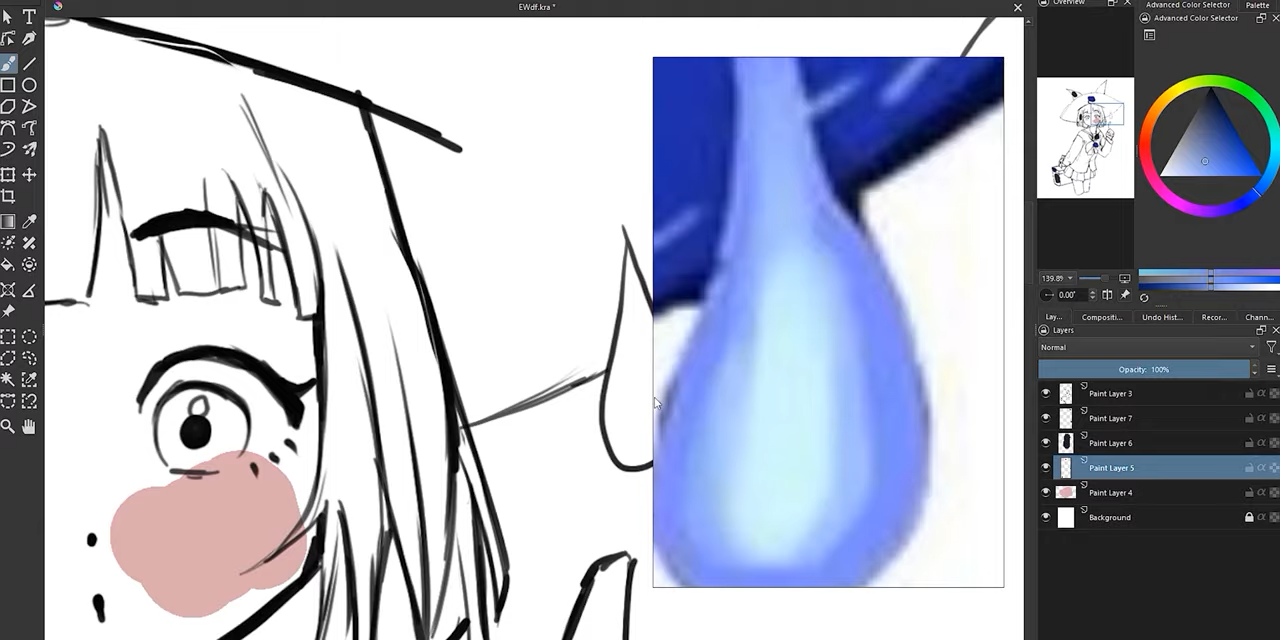 EWdf.kra *
Overview
Advanced Color Selector
Palette
Advanced Color Selector
139.8%
0.00°
Lay...
Compositi...
Undo Hist...
Recor...
Chann...
Layers
Normal
Opacity: 100%
Paint Layer 3
Paint Layer 7
Paint Layer 6
Paint Layer 5
Paint Layer 4
Background